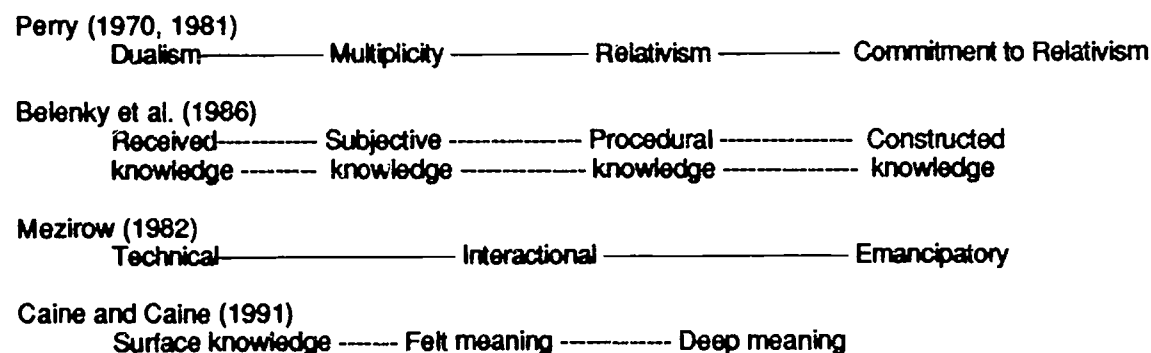 Perry (1970, 1981)
Dualism Multiplicity Relativism Commitment to Relativism
Belenky et al. (1986)
Received Subjective Procedural Constructed
knowledge knowledge knowledge knowledge
Mezirow (1982)
Technical Interactional Emancipatory
Caine and Caine (1991)
Surface knowledge Felt meaning Deep meaning